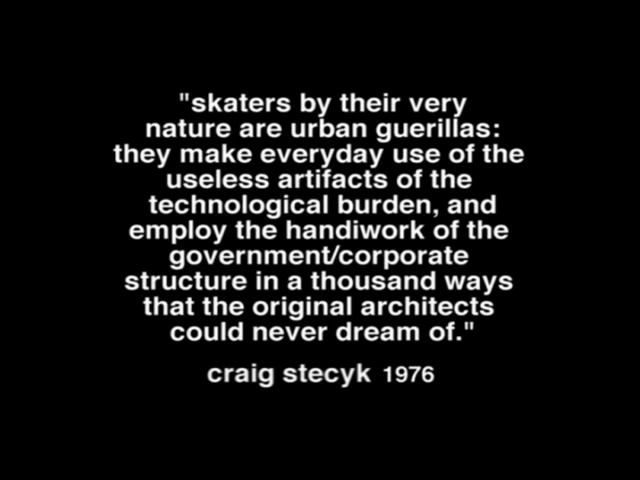 "skaters by their very
nature are urban guerillas:
they make everyday use of the
useless artifacts of the
technological burden, and
employ the handiwork of the
government/corporate
structure in a thousand ways
that the original architects
could never dream of."
craig stecyk 1976